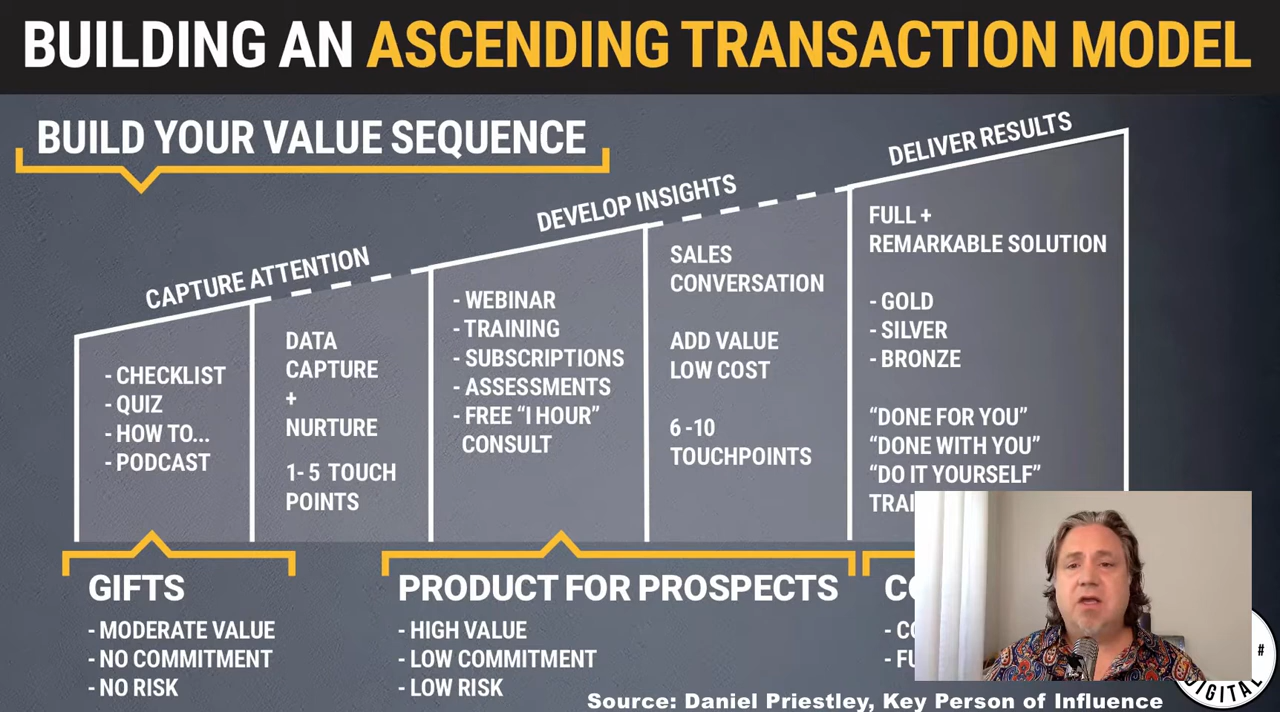 BUILDING AN ASCENDING TRANSACTION MODEL
BUILD YOUR VALUE SEQUENCE
CAPTURE ATTENTION
DEVELOP INSIGHTS
DELIVER RESULTS
- CHECKLIST
- QUIZ
- HOW TO...
- PODCAST
DATA
CAPTURE
+
NURTURE
1- 5 TOUCH
POINTS
- WEBINAR
- TRAINING
- SUBSCRIPTIONS
- ASSESSMENTS
- FREE “I HOUR”
CONSULT
SALES
CONVERSATION
ADD VALUE
LOW COST
6 -10
TOUCHPOINTS
FULL +
REMARKABLE SOLUTION
- GOLD
- SILVER
- BRONZE
“DONE FOR YOU”
“DONE WITH YOU”
“DO IT YOURSELF”
GIFTS
- MODERATE VALUE
- NO COMMITMENT
- NO RISK
PRODUCT FOR PROSPECTS
- HIGH VALUE
- LOW COMMITMENT
- LOW RISK
Source: Daniel Priestley, Key Person of Influence
#
DIGITAL